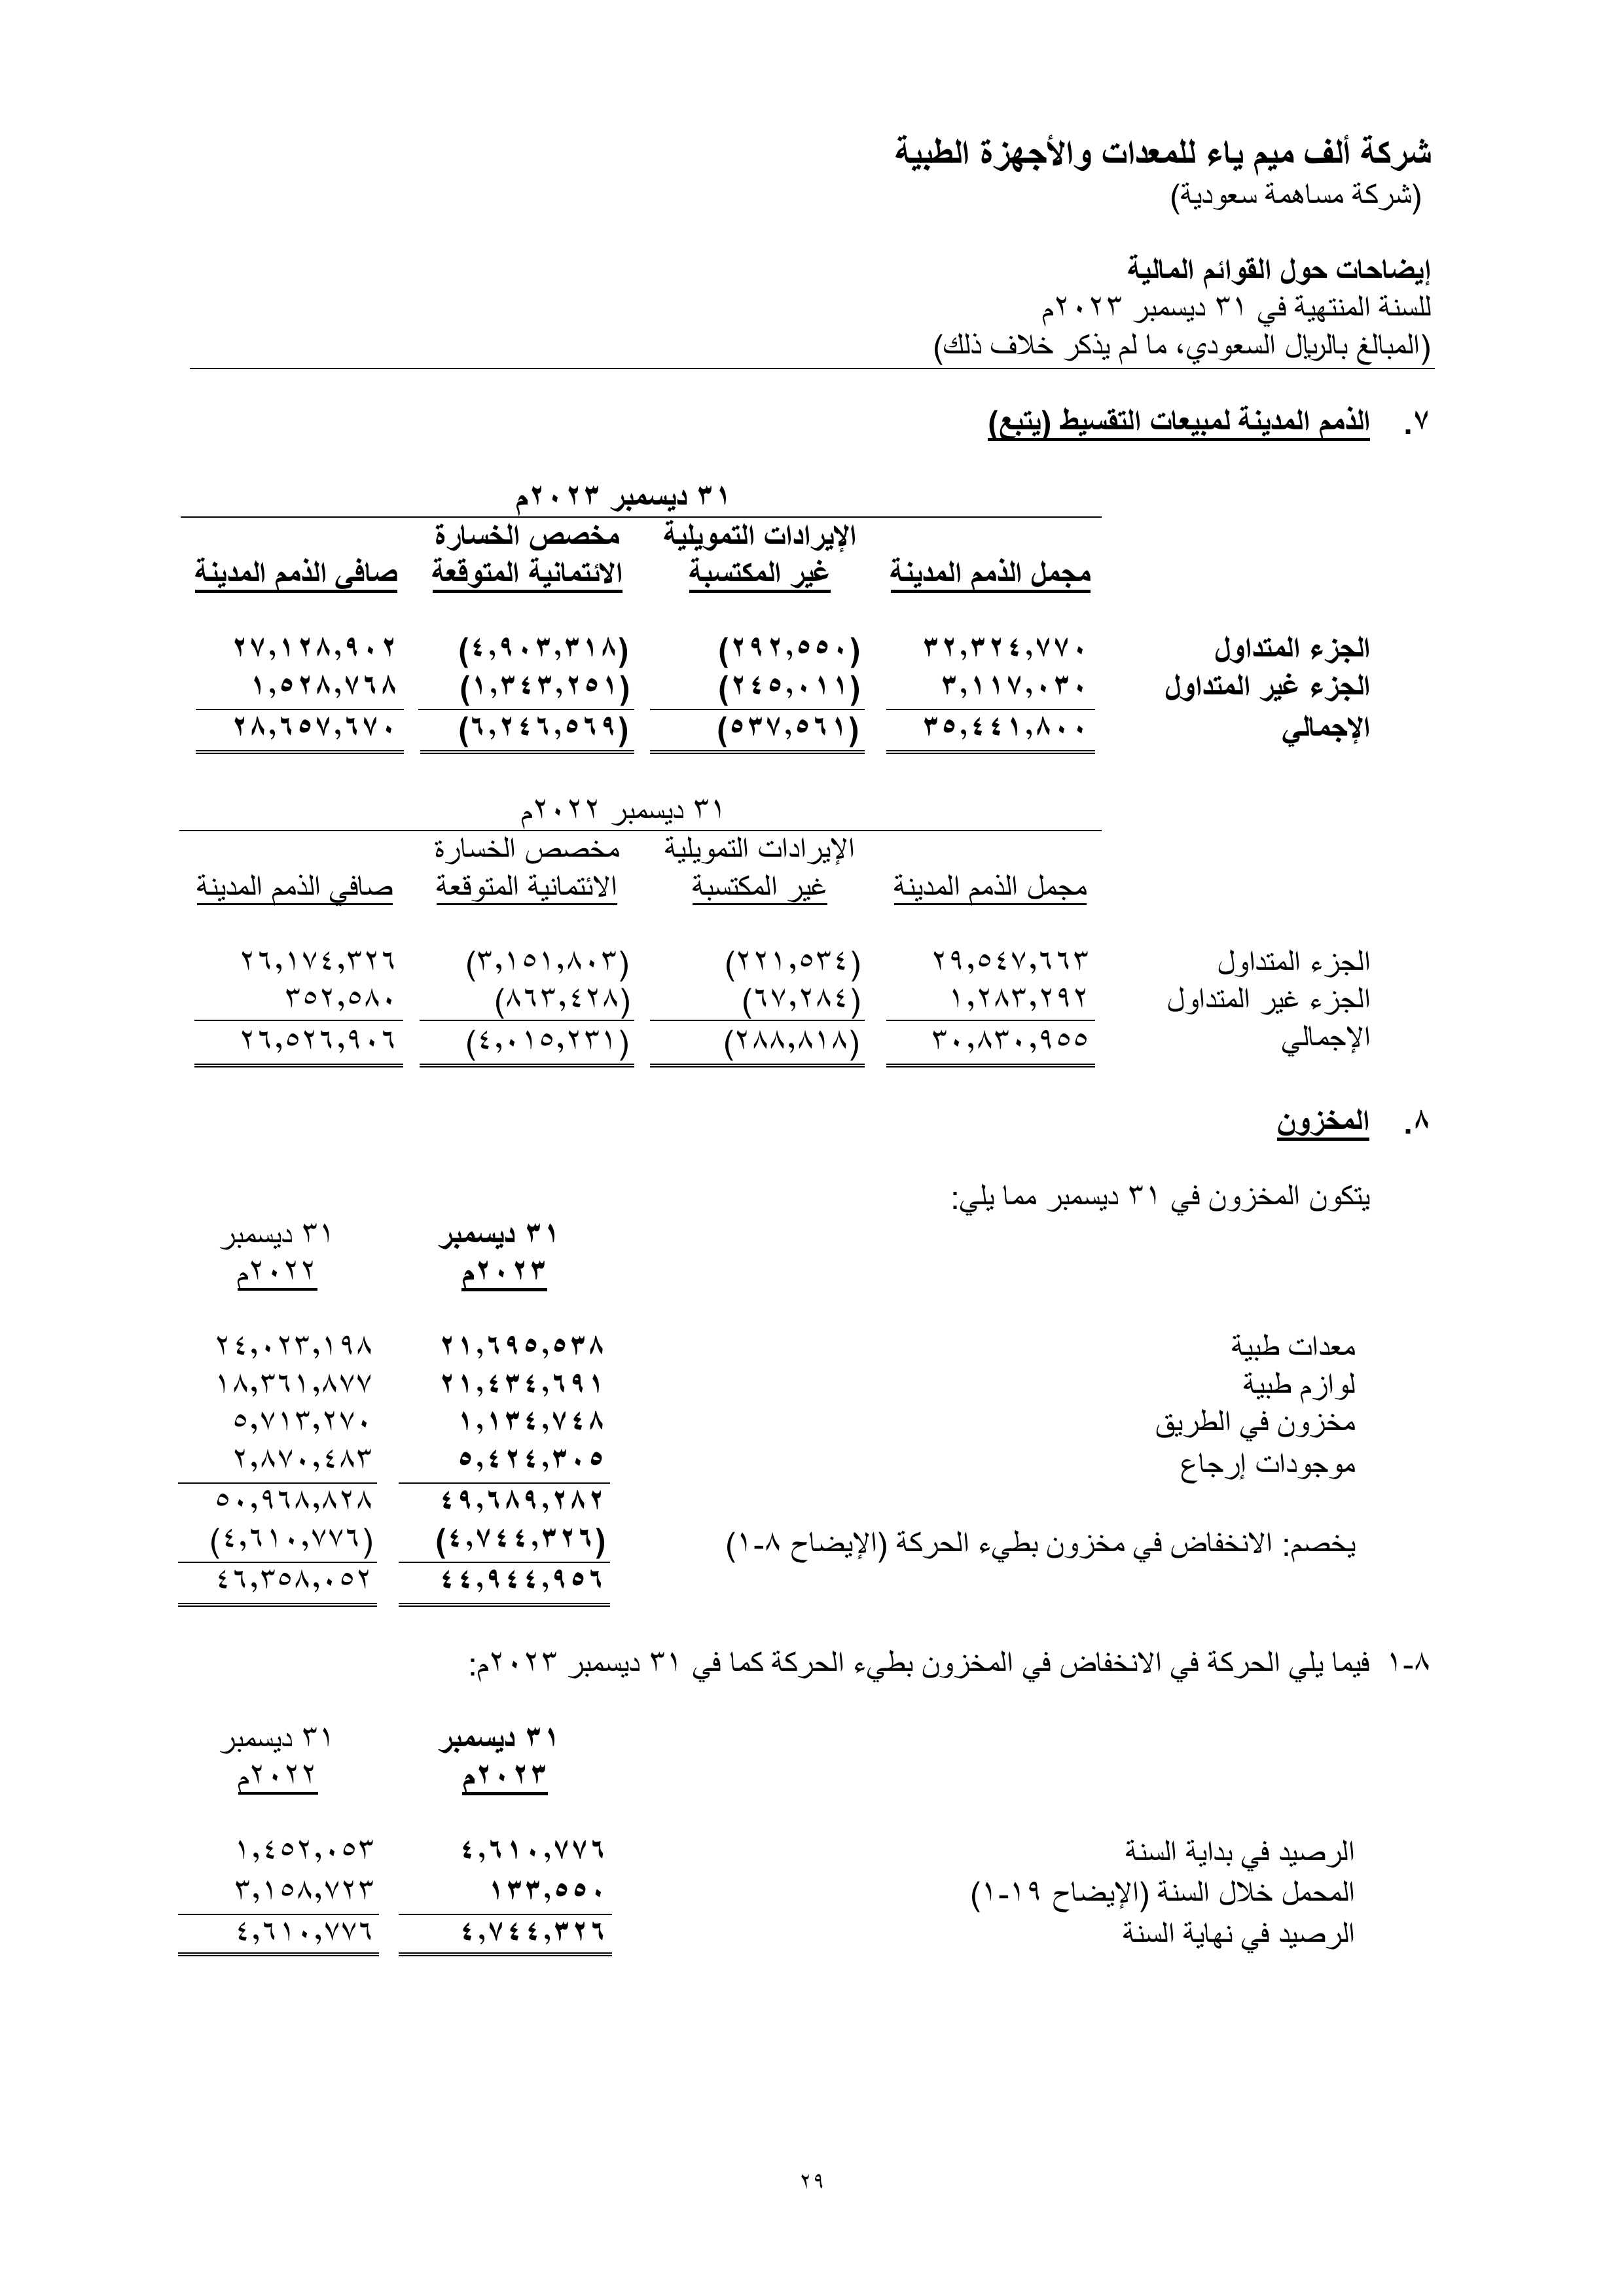 شركة ألف ميم ياء للمعدات والأجهزة الطبية
(شركة مساهمة سعودية)
إيضاحات حول القوائم المالية
للسنة المنتهية في ٣١ ديسمبر ٢٠٢٣م
(المبالغ بالريال السعودي، ما لم يذكر خلاف ذلك)
٧. الذمم المدينة لمبيعات التقسيط (يتبع)
٣١ ديسمبر ٢٠٢٣م
الإيرادات التمويلية مخصص الخسارة
مجمل الذمم المدينة غير المكتسبة الائتمانية المتوقعة صافي الذمم المدينة
الجزء المتداول ٣٢,٣٢٤,٧٧٠ (٢٩٢,٥٥٠) (٤,٩٠٣,٣١٨) ٢٧,١٢٨,٩٠٢
الجزء غير المتداول ٣,١١٧,٠٣٠ (٢٤٥,٠١١) (١,٣٤٣,٢٥١) ١,٥٢٨,٧٦٨
الإجمالي ٣٥,٤٤١,٨٠٠ (٥٣٧,٥٦١) (٦,٢٤٦,٥٦٩) ٢٨,٦٥٧,٦٧٠
٣١ ديسمبر ٢٠٢٢م
الإيرادات التمويلية مخصص الخسارة
مجمل الذمم المدينة غير المكتسبة الائتمانية المتوقعة صافي الذمم المدينة
الجزء المتداول ٢٩,٥٤٧,٦٦٣ (٢٢١,٥٣٤) (٣,١٥١,٨٠٣) ٢٦,١٧٤,٣٢٦
الجزء غير المتداول ١,٢٨٣,٢٩٢ (٦٧,٢٨٤) (٨٦٣,٤٢٨) ٣٥٢,٥٨٠
الإجمالي ٣٠,٨٣٠,٩٥٥ (٢٨٨,٨١٨) (٤,٠١٥,٢٣١) ٢٦,٥٢٦,٩٠٦
٨. المخزون
يتكون المخزون في ٣١ ديسمبر مما يلي:
٣١ ديسمبر ٣١ ديسمبر
٢٠٢٣م ٢٠٢٢م
معدات طبية ٢١,٦٩٥,٥٣٨ ٢٤,٠٢٣,١٩٨
لوازم طبية ٢١,٤٣٤,٦٩١ ١٨,٣٦١,٨٧٧
مخزون في الطريق ١,١٣٤,٧٤٨ ٥,٧١٣,٢٧٠
موجودات إرجاع ٥,٤٢٤,٣٠٥ ٢,٨٧٠,٤٨٣
٤٩,٦٨٩,٢٨٢ ٥٠,٩٦٨,٨٢٨
يخصم: الانخفاض في مخزون بطيء الحركة (الإيضاح ٨-١) (٤,٧٤٤,٣٢٦) (٤,٦١٠,٧٧٦)
٤٤,٩٤٤,٩٥٦ ٤٦,٣٥٨,٠٥٢
٨-١ فيما يلي الحركة في الانخفاض في المخزون بطيء الحركة كما في ٣١ ديسمبر ٢٠٢٣م:
٣١ ديسمبر ٣١ ديسمبر
٢٠٢٣م ٢٠٢٢م
الرصيد في بداية السنة ٤,٦١٠,٧٧٦ ١,٤٥٢,٠٥٣
المحمل خلال السنة (الإيضاح ١٩-١) ١٣٣,٥٥٠ ٣,١٥٨,٧٢٣
الرصيد في نهاية السنة ٤,٧٤٤,٣٢٦ ٤,٦١٠,٧٧٦
٢٩